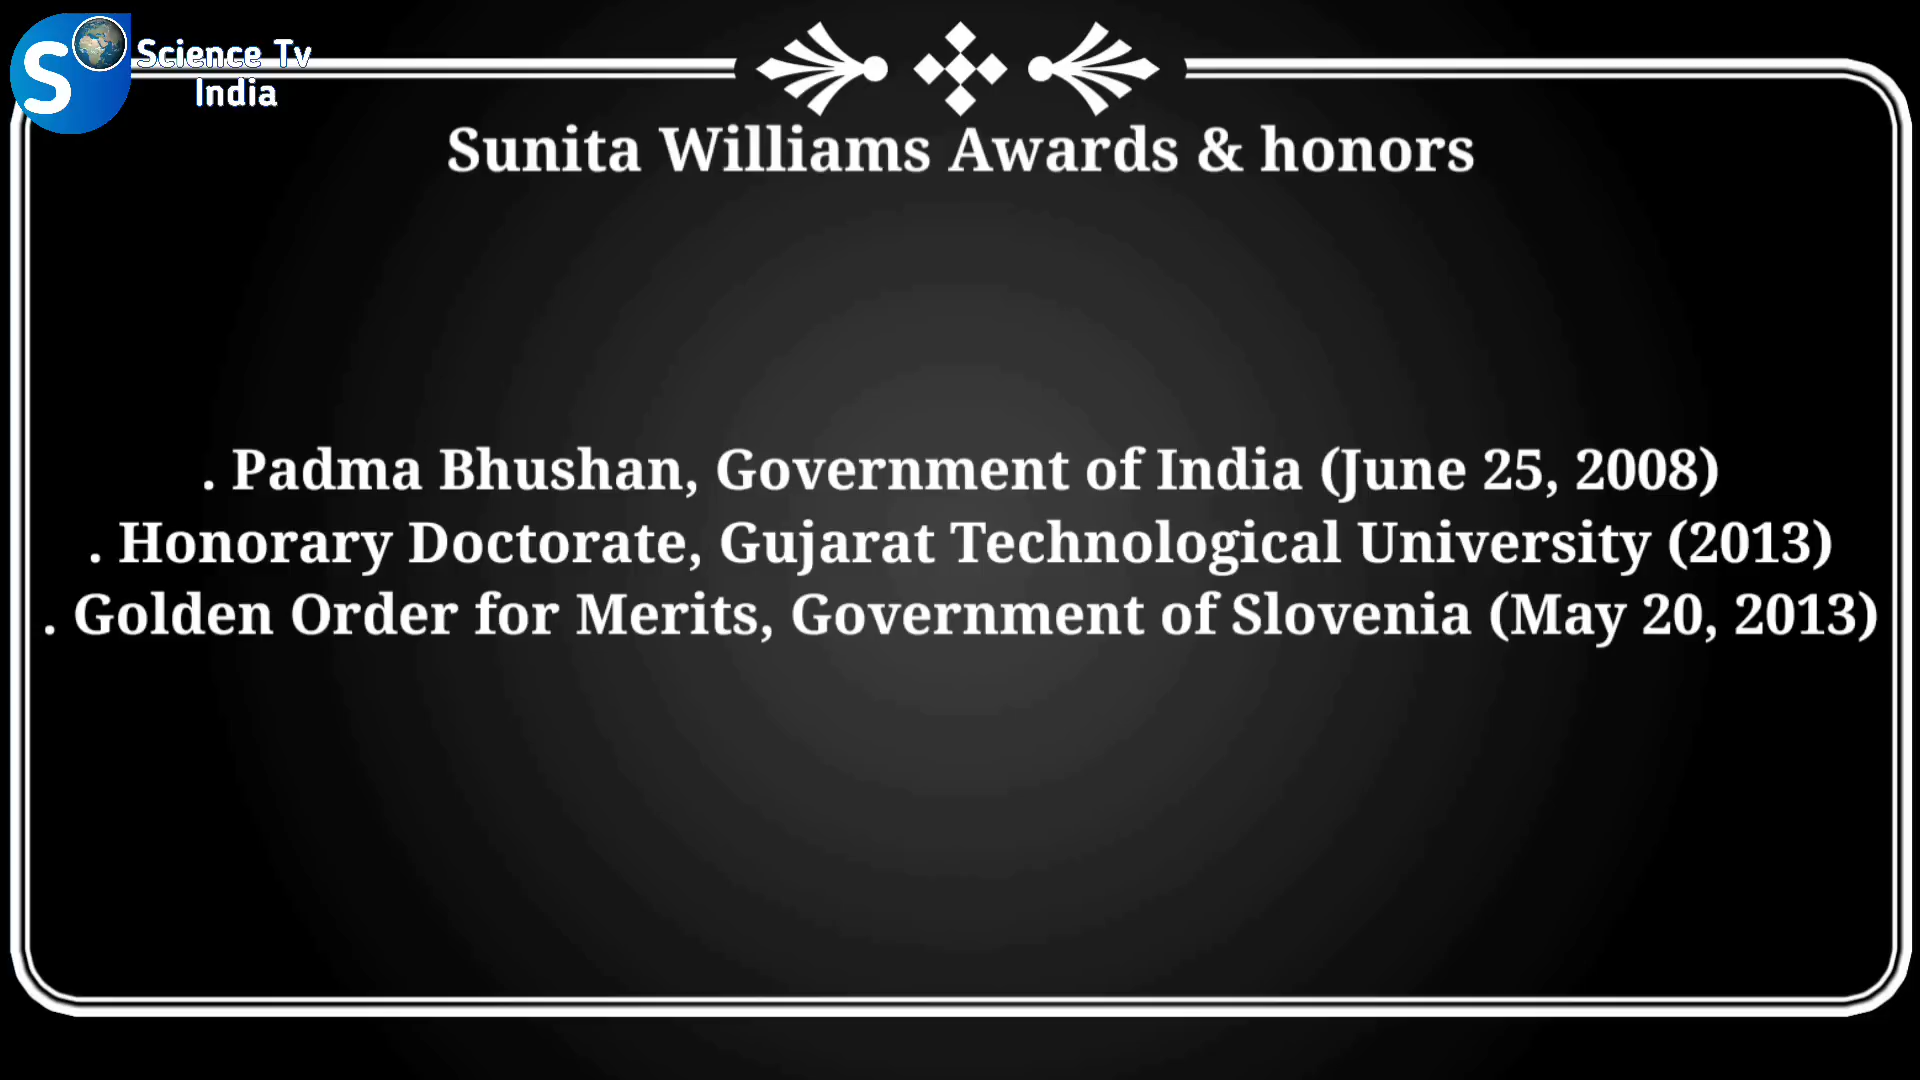 S
Science Tv
India
Sunita Williams Awards & honors
. Padma Bhushan, Government of India (June 25, 2008)
. Honorary Doctorate, Gujarat Technological University (2013)
. Golden Order for Merits, Government of Slovenia (May 20, 2013)